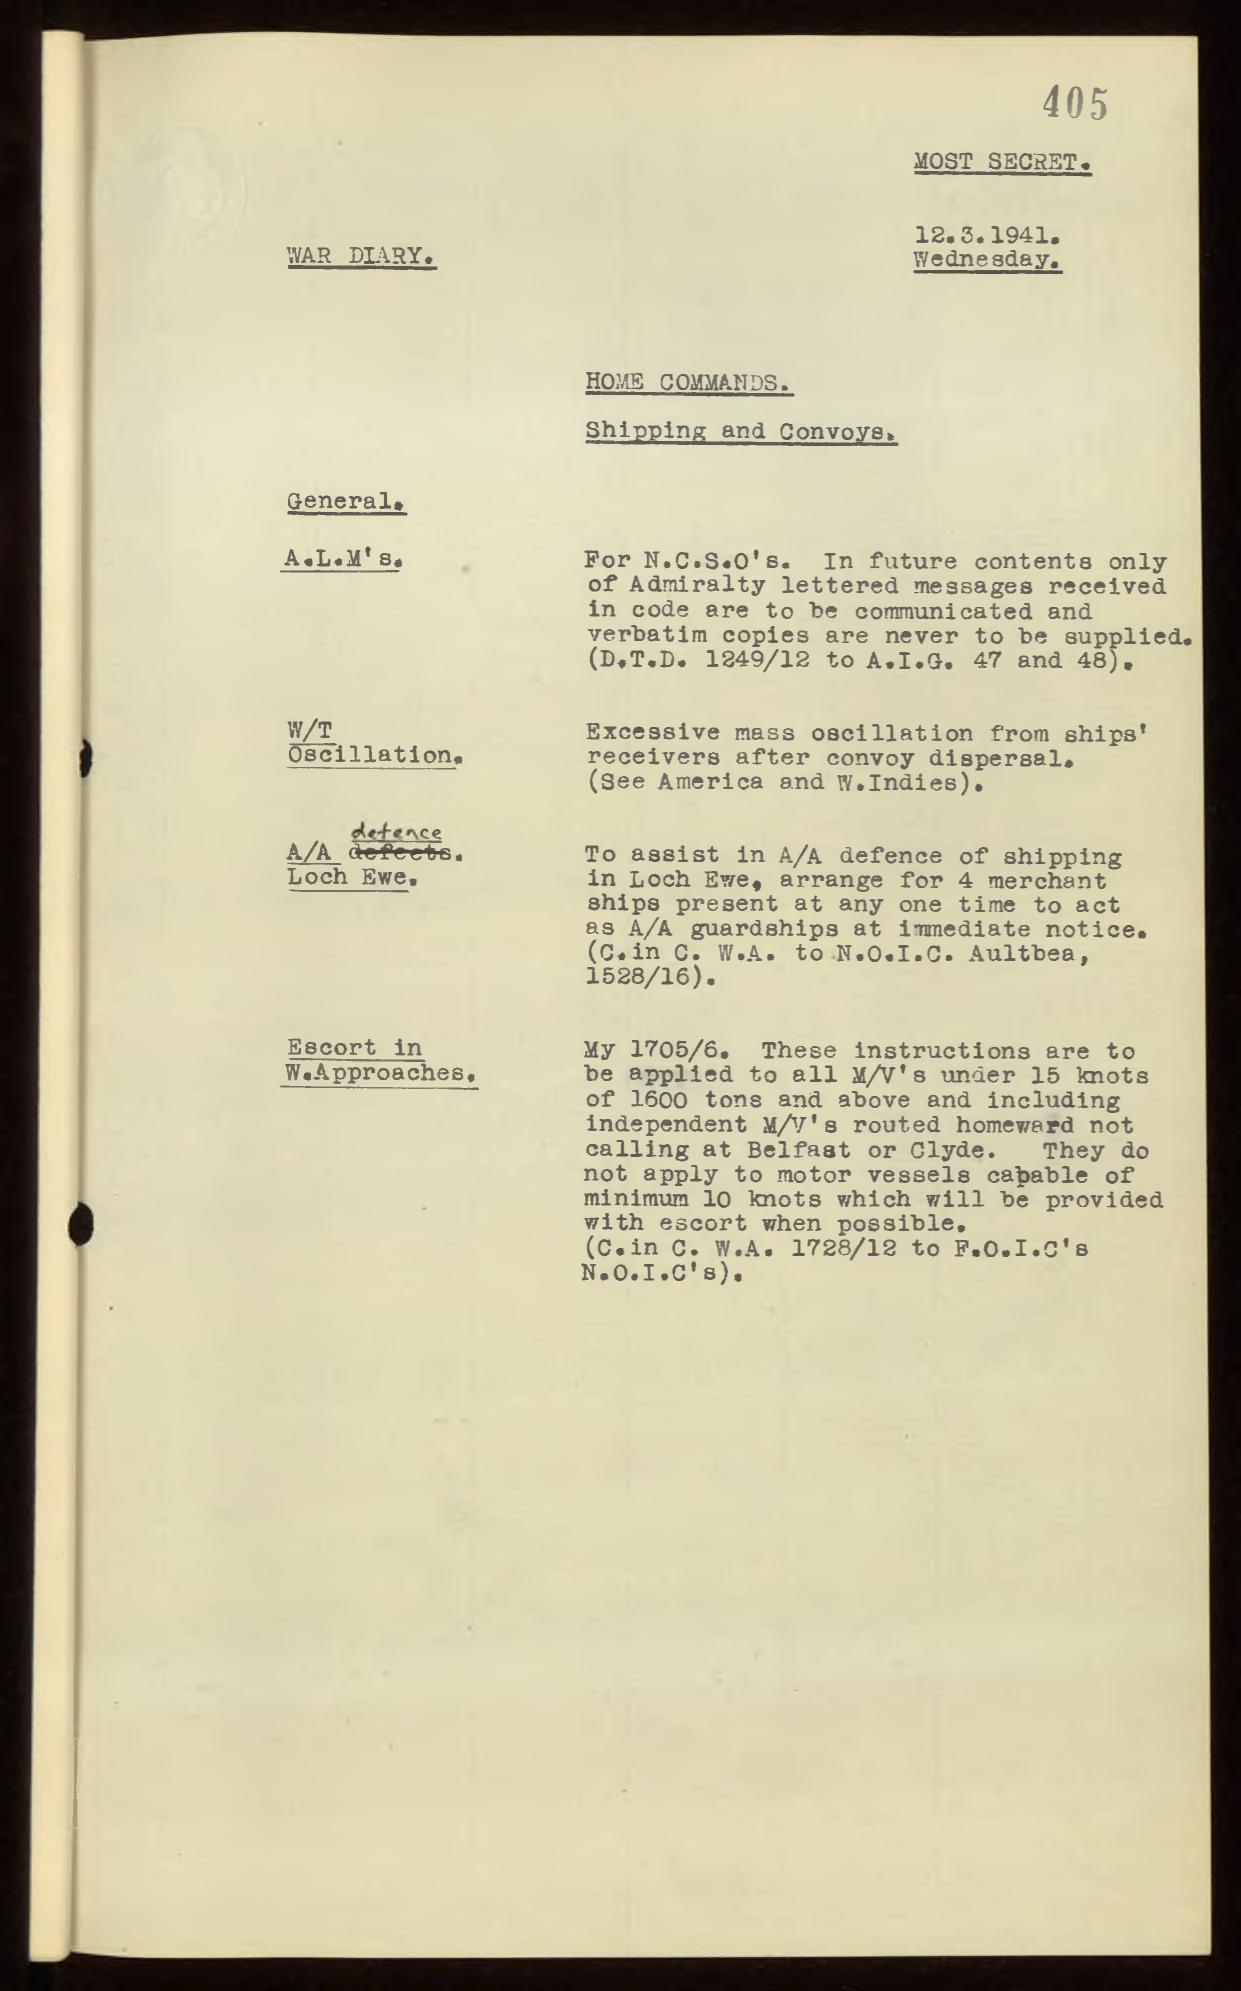 405
MOST SECRET.
12.3.1941.
WAR DIARY.
Wednesday.
HOME COMMANDS.
Shipping and Convoys.
General.
A.L.M's.
For N.C.S.O's. In future contents only
of Admiralty lettered messages received
in code are to be communicated and
verbatim copies are never to be supplied.
(D.T.D. 1249/12 to A.I.G. 47 and 48).
W/T
Oscillation.
Excessive mass oscillation from ships'
receivers after convoy dispersal.
(See America and W.Indies).
defence
A/A defects.
Loch Ewe.
To assist in A/A defence of shipping
in Loch Ewe, arrange for 4 merchant
ships present at any one time to act
as A/A guardships at immediate notice.
(C.in C. W.A. to N.O.I.C. Aultbea,
1528/16).
Escort in
W.Approaches.
My 1705/6. These instructions are to
be applied to all M/V's under 15 knots
of 1600 tons and above and including
independent M/V's routed homeward not
calling at Belfast or Clyde. They do
not apply to motor vessels capable of
minimum 10 knots which will be provided
with escort when possible.
(C.in C. W.A. 1728/12 to F.O.I.C's
N.O.I.C's).